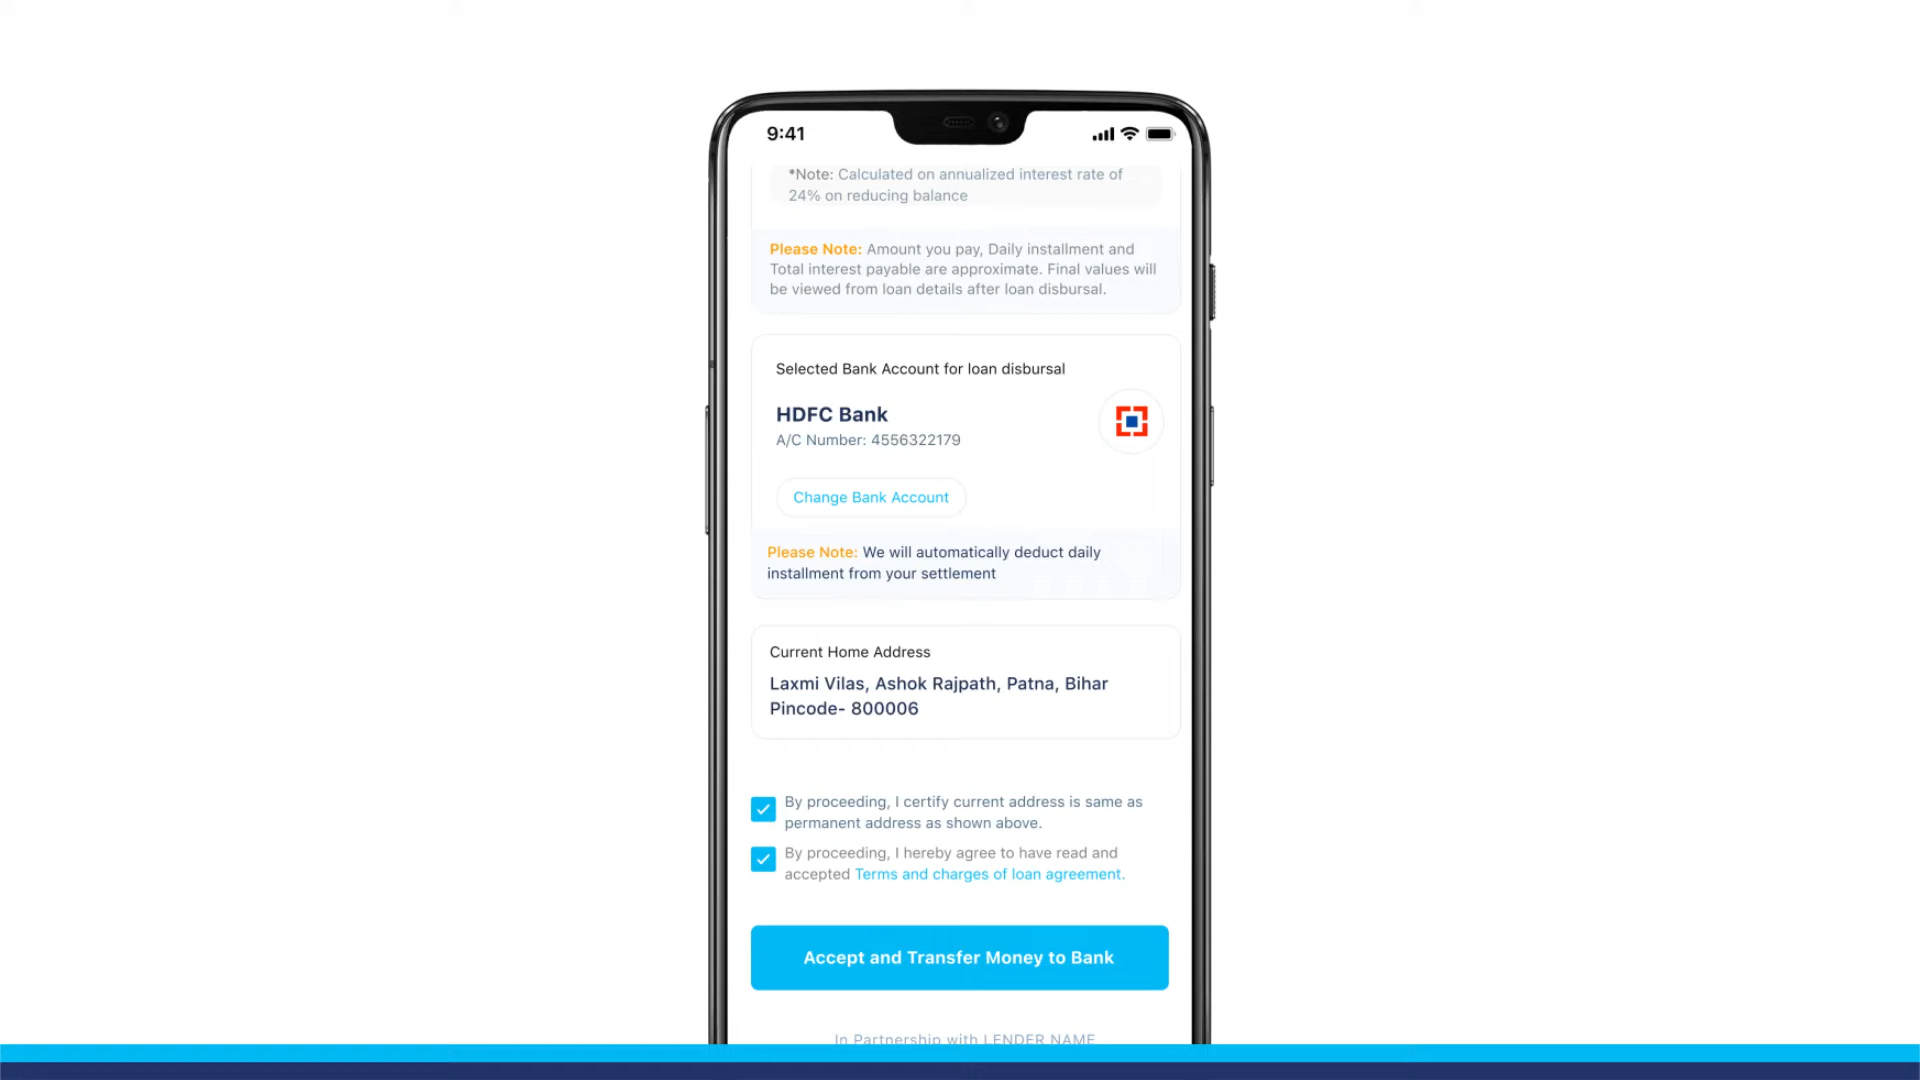 9:41
*Note: Calculated on annualized interest rate of
24% on reducing balance
Please Note: Amount you pay, Daily installment and
Total interest payable are approximate. Final values will
be viewed from loan details after loan disbursal.
Selected Bank Account for loan disbursal
HDFC Bank
A/C Number: 4556322179
Change Bank Account
Please Note: We will automatically deduct daily
installment from your settlement
Current Home Address
Laxmi Vilas, Ashok Rajpath, Patna, Bihar
Pincode- 800006
By proceeding, I certify current address is same as
permanent address as shown above.
By proceeding, I hereby agree to have read and
accepted Terms and charges of loan agreement.
Accept and Transfer Money to Bank
In Partnership with LENDER NAME